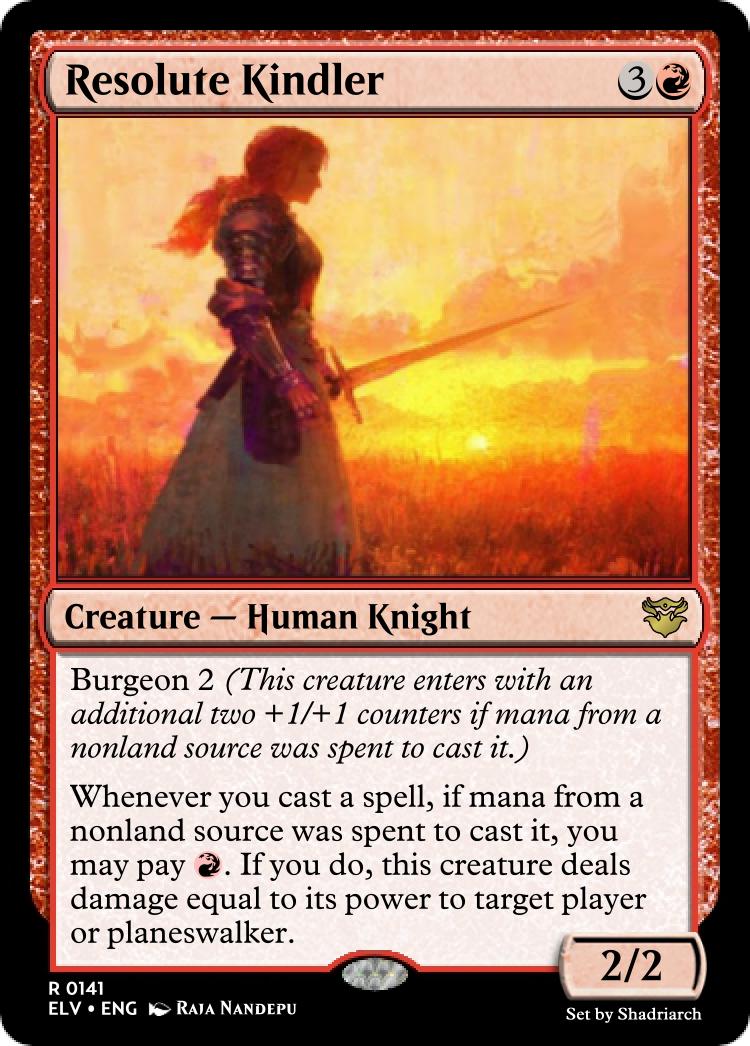 Resolute Kindler
3
Creature — Human Knight
Burgeon 2 (This creature enters with an
additional two +1/+1 counters if mana from a
nonland source was spent to cast it.)
Whenever you cast a spell, if mana from a
nonland source was spent to cast it, you
may pay . If you do, this creature deals
damage equal to its power to target player
or planeswalker.
2/2
R 0141
ELV • ENG Raja Nandepu
Set by Shadriarch